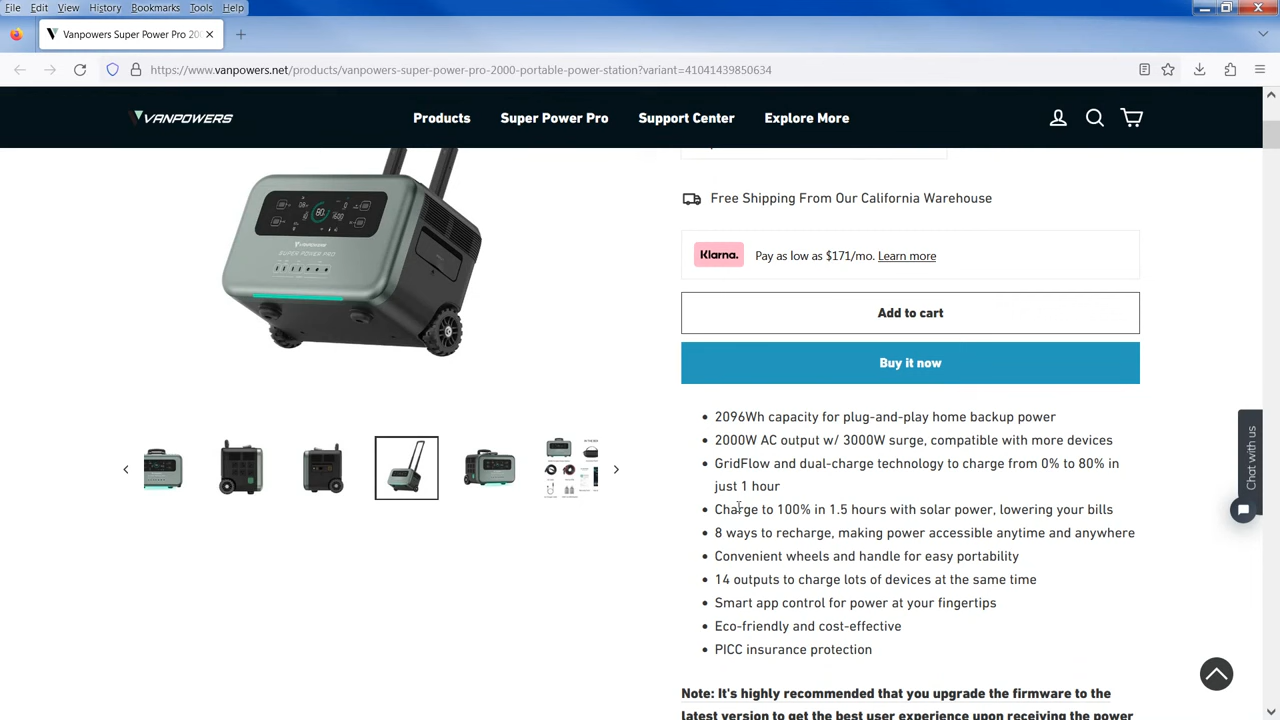 File Edit View History Bookmarks Tools Help
Vanpowers Super Power Pro 200
https://www.vanpowers.net/products/vanpowers-super-power-pro-2000-portable-power-station?variant=41041439850634
VANPOWERS
Products Super Power Pro Support Center Explore More
Free Shipping From Our California Warehouse
Klarna. Pay as low as $171/mo. Learn more
80
VANPOWERS
SUPER POWER PRO
Add to cart
Buy it now
2096Wh capacity for plug-and-play home backup power
2000W AC output w/ 3000W surge, compatible with more devices
GridFlow and dual-charge technology to charge from 0% to 80% in
just 1 hour
Charge to 100% in 1.5 hours with solar power, lowering your bills
8 ways to recharge, making power accessible anytime and anywhere
Convenient wheels and handle for easy portability
14 outputs to charge lots of devices at the same time
Smart app control for power at your fingertips
Eco-friendly and cost-effective
PICC insurance protection
Note: It's highly recommended that you upgrade the firmware to the
latest version to get the best user experience upon receiving the power
Chat with us